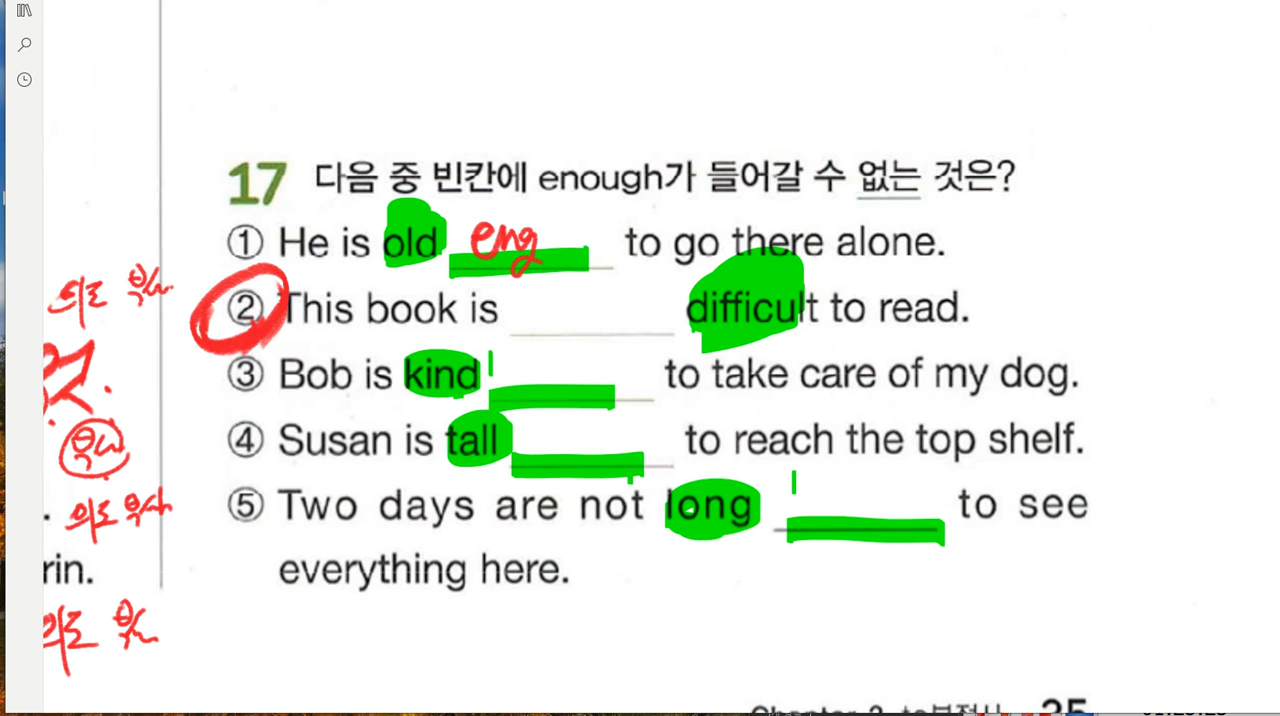 17 다음 중 빈칸에 enough가 들어갈 수 없는 것은?
① He is old eng to go there alone.
② This book is difficult to read.
의도 부사
③ Bob is kind to take care of my dog.
④ Susan is tall to reach the top shelf.
부사
⑤ Two days are not long to see
. 의도 부사
everything here.
rin.
의도 부사